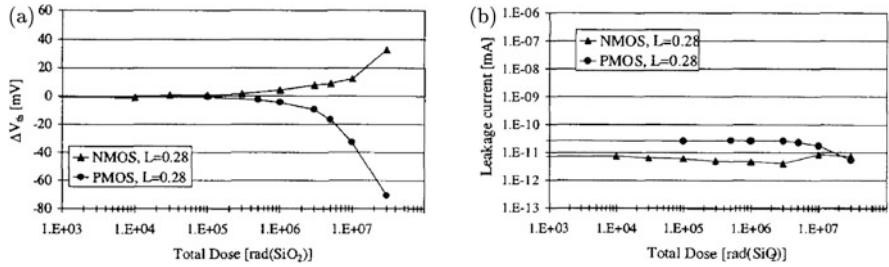 (a)
60
40
20
0
-20
-40
-60
-80
ΔVth [mV]
NMOS, L=0.28
PMOS, L=0.28
1.E+03 1.E+04 1.E+05 1.E+06 1.E+07
Total Dose [rad(SiO2)]
(b)
1.E-06
1.E-07
1.E-08
1.E-09
1.E-10
1.E-11
1.E-12
1.E-13
Leakage current [mA]
NMOS, L=0.28
PMOS, L=0.28
1.E+03 1.E+04 1.E+05 1.E+06 1.E+07
Total Dose [rad(SiO)]